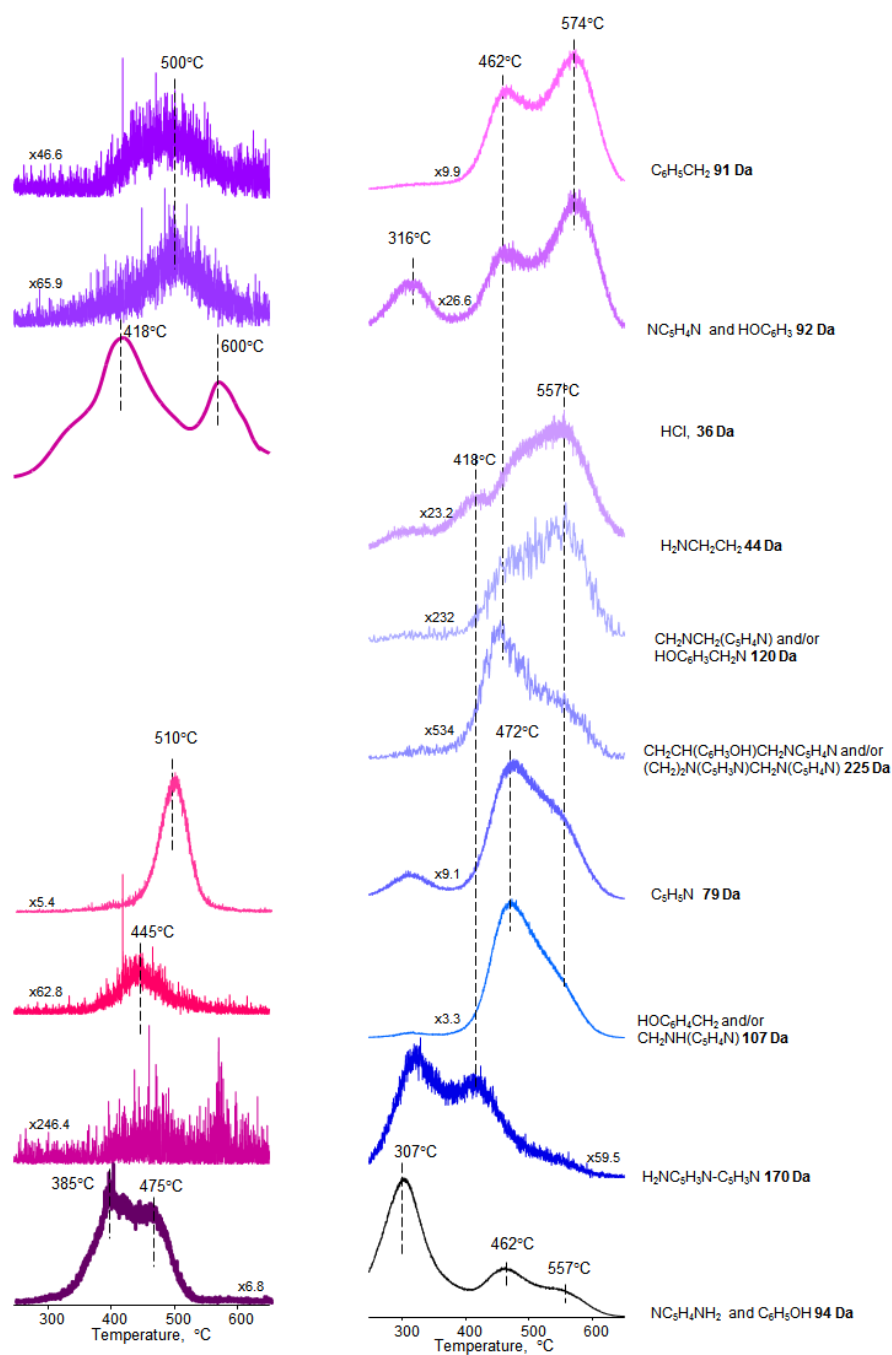 574°C
500°C
462°C
x46.6
x9.9
C₆H₅CH₂ 91 Da
316°C
x65.9
x26.6
NC₅H₄N and HOC₆H₃ 92 Da
418°C
600°C
557°C
HCl, 36 Da
418°C
x23.2
H₂NCH₂CH₂ 44 Da
x232
CH₂NCH₂(C₅H₄N) and/or
HOC₆H₃CH₂N 120 Da
510°C
x534
472°C
CH₂CH(C₆H₃OH)CH₂NC₅H₄N and/or
(CH₂)₂N(C₅H₃N)CH₂N(C₅H₄N) 225 Da
x5.4
x9.1
C₅H₅N 79 Da
445°C
x62.8
x3.3
HOC₆H₄CH₂ and/or
CH₂NH(C₅H₄N) 107 Da
x246.4
x59.5
H₂NC₅H₃N-C₅H₃N 170 Da
385°C
475°C
307°C
462°C
557°C
x6.8
NC₅H₄NH₂ and C₆H₅OH 94 Da
300 400 500 600
300 400 500 600
Temperature, °C
Temperature, °C